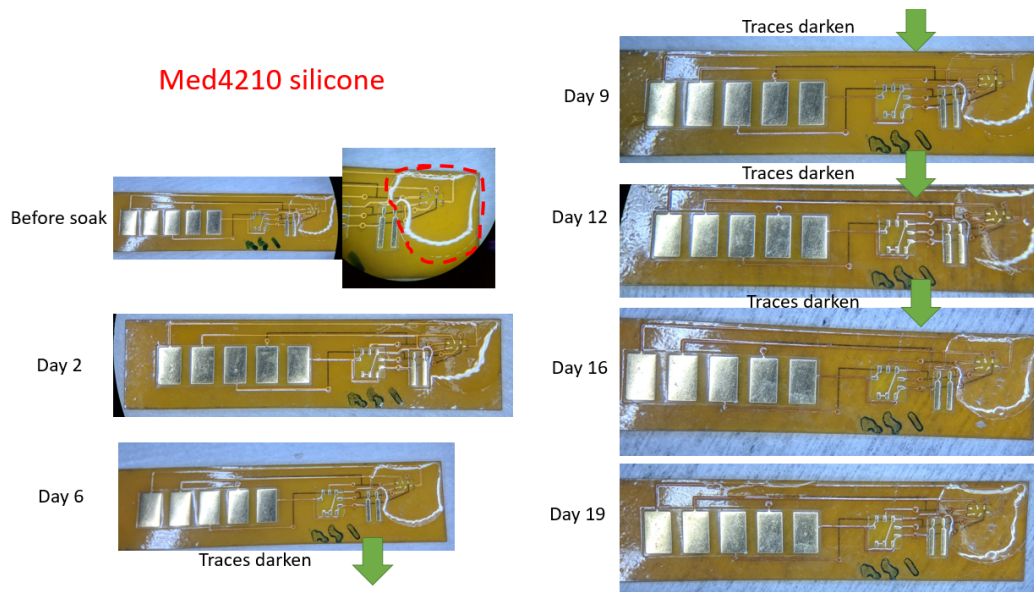 Med4210 silicone
Before soak
Day 2
Day 6
Traces darken
Traces darken
Day 9
Traces darken
Day 12
Traces darken
Day 16
Day 19